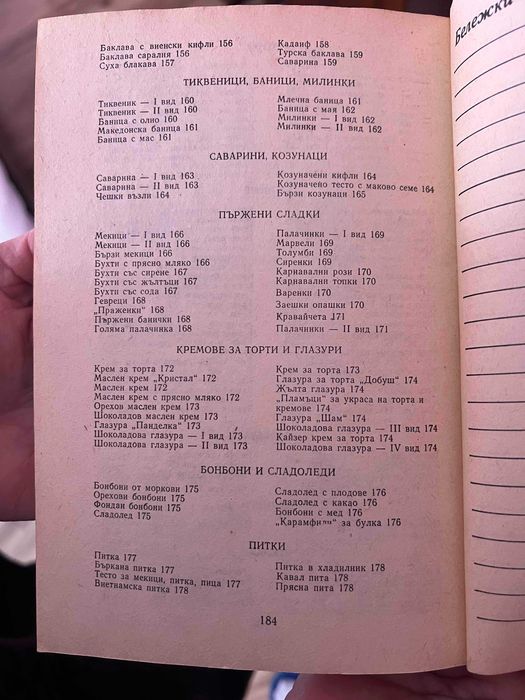 Баклава с виенски кифли 156
Баклава саралия 156
Суха блакава 157
Кадаиф 158
Турска баклава 159
Саварина 159
ТИКВЕНИЦИ, БАНИЦИ, МИЛИНКИ
Тиквеник — I вид 160
Тиквеник — II вид 160
Баница с олио 160
Македонска баница 161
Баница с мас 161
Млечна баница 161
Баница с мая 162
Милинки — I вид 162
Милинки — II вид 162
САВАРИНИ, КОЗУНАЦИ
Саварина — I вид 163
Саварина — II вид 163
Чешки възли 164
Козуначени кифли 164
Козуначено тесто с маково семе 164
Бързи козунаци 165
ПЪРЖЕНИ СЛАДКИ
Мекици — I вид 166
Мекици — II вид 166
Бързи мекици 166
Бухти с прясно мляко 166
Бухти със сирене 167
Бухти със жълтъци 167
Бухти със сода 167
Гевреци 168
„Праженки" 168
Пържени банички 168
Голяма палачинка 168
Палачинки — I вид 169
Марвели 169
Толумби 169
Сиренки 169
Карнавални рози 170
Карнавални топки 170
Варенки 170
Заешки опашки 170
Кравайчета 171
Палачинки — II вид 171
КРЕМОВЕ ЗА ТОРТИ И ГЛАЗУРИ
Крем за торта 172
Маслен крем „Кристал" 172
Маслен крем 172
Маслен крем с прясно мляко 172
Орехов маслен крем 173
Шоколадов маслен крем 173
Глазура „Панделка" 173
Шоколадова глазура — I вид 173
Шоколадова глазура — II вид 173
Крем за торта 173
Глазура за торта „Добуш" 174
Жълта глазура 174
„Пламъци" за украса на торта и
кремове 174
Глазура „Шам" 174
Шоколадова глазура — III вид 174
Кайзер крем за торта 174
Шоколадова глазура — IV вид 174
БОНБОНИ И СЛАДОЛЕДИ
Бонбони от моркови 175
Орехови бонбони 175
Фондан бонбони 175
Сладолед 175
Сладолед с плодове 176
Сладолед с какао 176
Бонбони с мед 176
„Карамфили" за булка 176
ПИТКИ
Питка 177
Бъркана питка 177
Тесто за мекици, питка, пица 177
Виетнамска питка 178
Питка в хладилник 178
Кавал пита 178
Прясна пита 178
184
Бележки